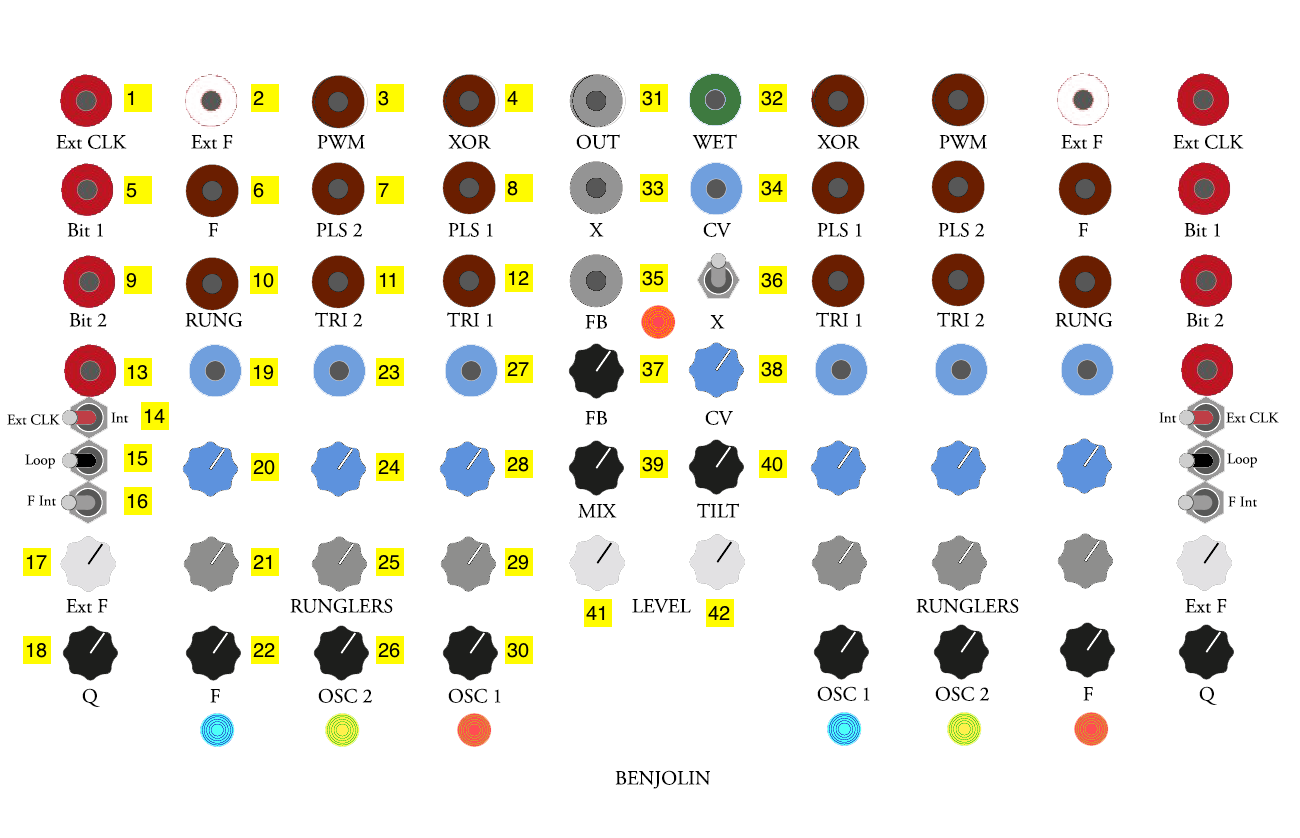 1 2 3 4 31 32
Ext CLK Ext F PWM XOR OUT WET XOR PWM Ext F Ext CLK
5 6 7 8 33 34
Bit 1 F PLS 2 PLS 1 X CV PLS 1 PLS 2 F Bit 1
9 10 11 12 35 36
Bit 2 RUNG TRI 2 TRI 1 FB X TRI 1 TRI 2 RUNG Bit 2
13 19 23 27 37 38
Ext CLK Int 14 FB CV Int Ext CLK
Loop 15 20 24 28 39 40 Loop
F Int 16 MIX TILT F Int
17 21 25 29
Ext F RUNGLERS 41 LEVEL 42 RUNGLERS Ext F
18 22 26 30
Q F OSC 2 OSC 1 OSC 1 OSC 2 F Q
BENJOLIN